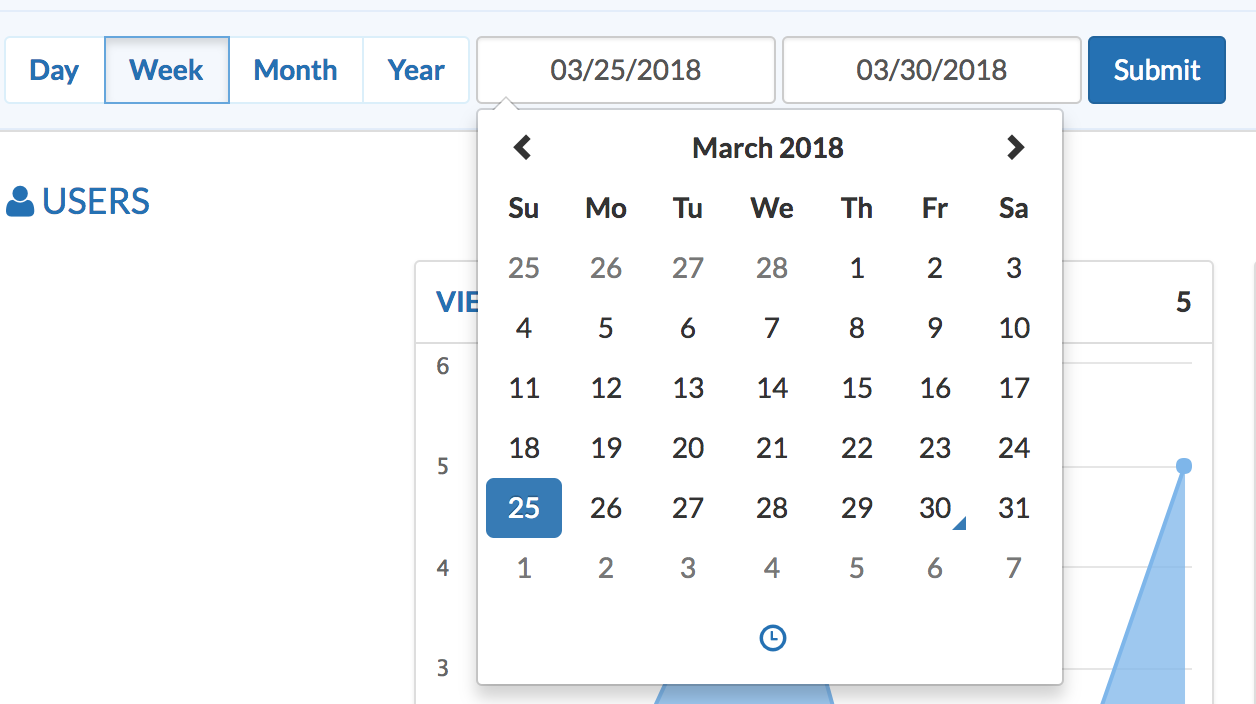 Day Week Month Year 03/25/2018 03/30/2018 Submit
March 2018
USERS
Su Mo Tu We Th Fr Sa
25 26 27 28 1 2 3
VIE 5
4 5 6 7 8 9 10
6
11 12 13 14 15 16 17
18 19 20 21 22 23 24
5
25 26 27 28 29 30 31
4
1 2 3 4 5 6 7
3